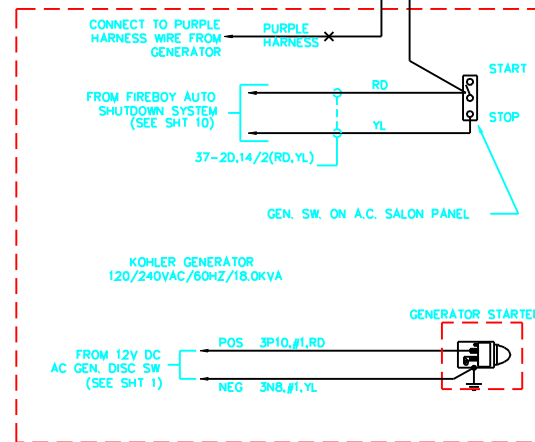 CONNECT TO PURPLE
HARNESS WIRE FROM
GENERATOR
PURPLE
HARNESS
START
RD
FROM FIREBOY AUTO
SHUTDOWN SYSTEM
(SEE SHT 10)
STOP
YL
37-2D,14/2(RD,YL)
GEN. SW. ON A.C. SALON PANEL
KOHLER GENERATOR
120/240VAC/60HZ/18.0KVA
GENERATOR STARTER
POS 3P10,#1,RD
FROM 12V DC
AC GEN. DISC SW
(SEE SHT 1)
NEG 3N8,#1,YL